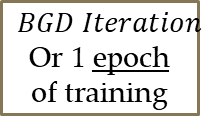 BGD Iteration
Or 1 epoch
of training